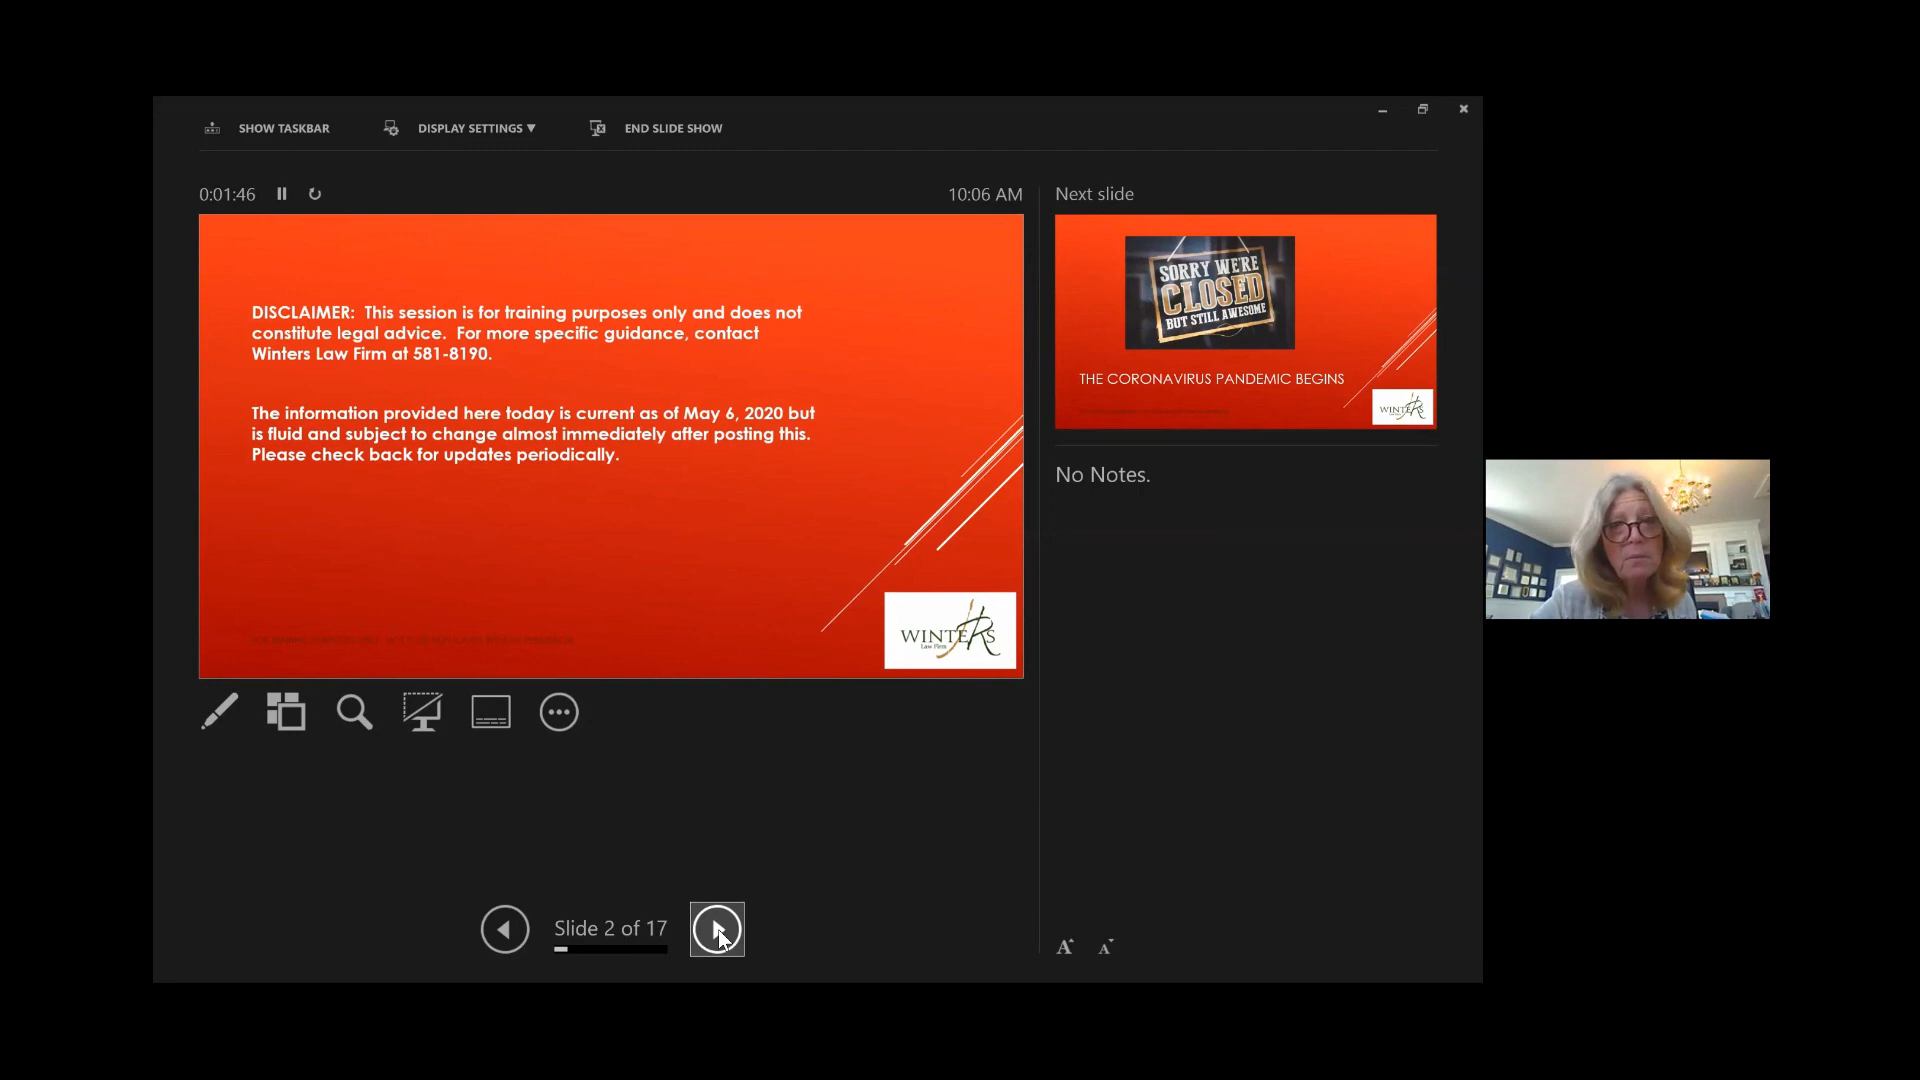 SHOW TASKBAR
DISPLAY SETTINGS ▼
END SLIDE SHOW
0:01:46
10:06 AM
DISCLAIMER: This session is for training purposes only and does not
constitute legal advice. For more specific guidance, contact
Winters Law Firm at 581-8190.
The information provided here today is current as of May 6, 2020 but
is fluid and subject to change almost immediately after posting this.
Please check back for updates periodically.
WINTERS
Law Firm
Slide 2 of 17
Next slide
SORRY WE'RE
CLOSED
BUT STILL AWESOME
THE CORONAVIRUS PANDEMIC BEGINS
WINTERS
No Notes.
A
A